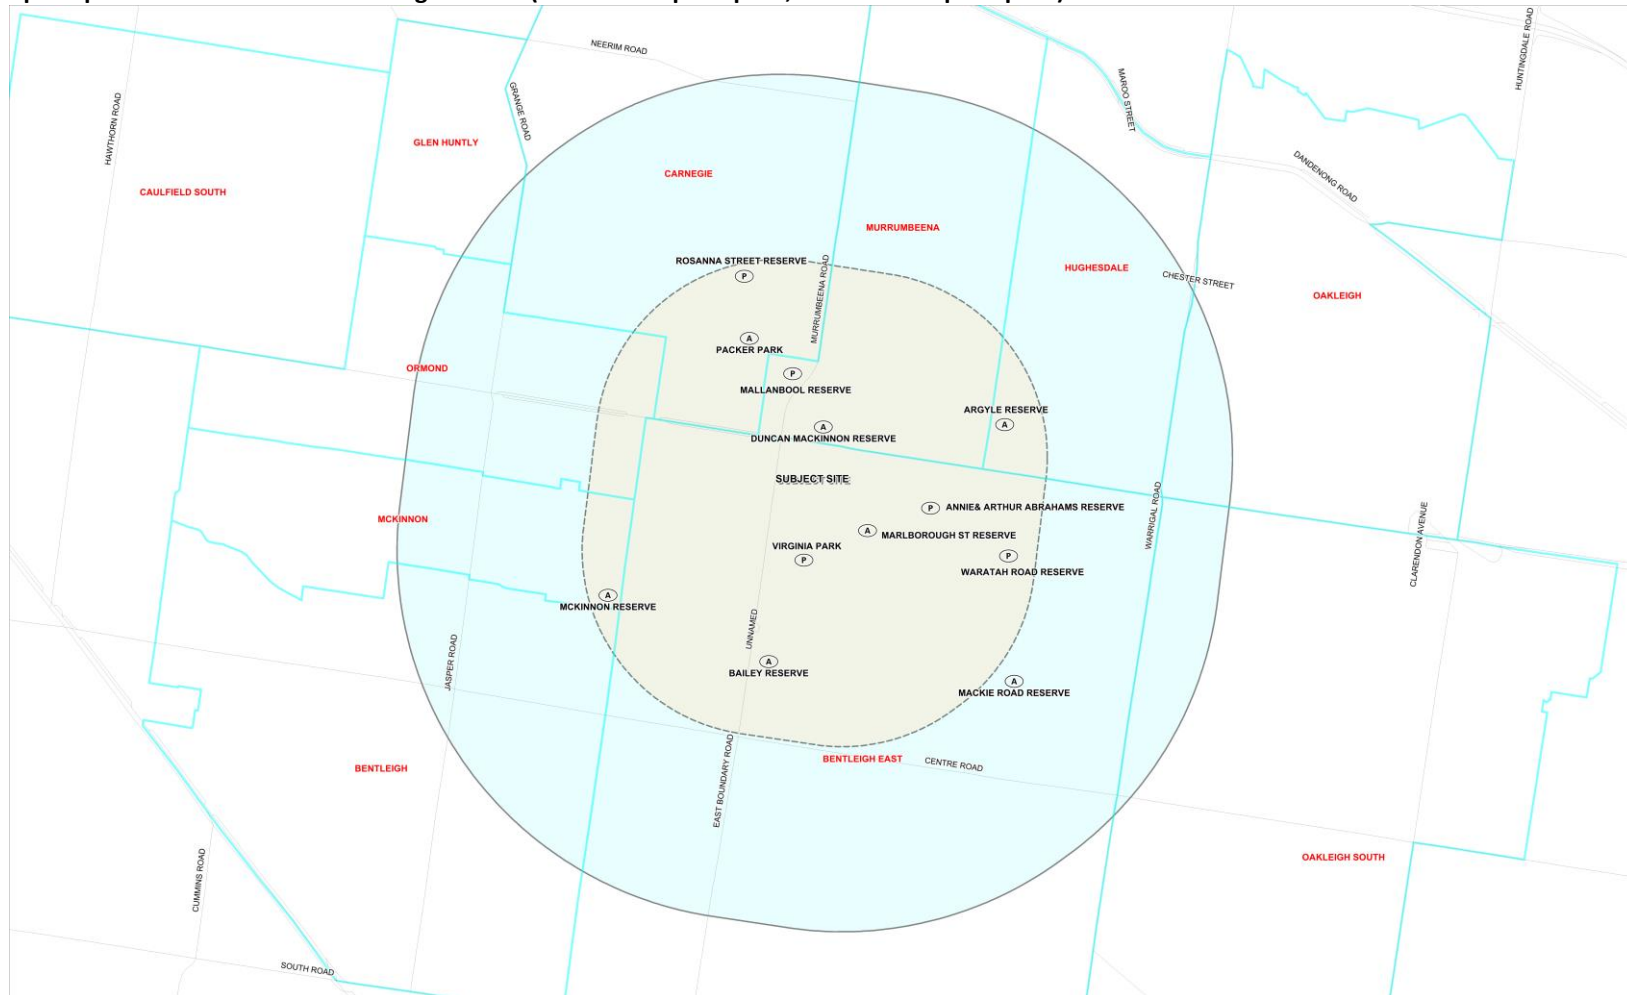 NEERIM ROAD
HUNTINGDALE ROAD
MAROO STREET
GRANGE ROAD
HAWTHORN ROAD
GLEN HUNTLY
CARNEGIE
DANDENONG ROAD
CAULFIELD SOUTH
MURRUMBEENA
ROSANNA STREET RESERVE
P
MURRUMBEENA ROAD
HUGHESDALE
CHESTER STREET
OAKLEIGH
A
PACKER PARK
ORMOND
P
MALLANBOOL RESERVE
ARGYLE RESERVE
A
A
DUNCAN MACKINNON RESERVE
SUBJECT SITE
P
ANNIE& ARTHUR ABRAHAMS RESERVE
WARRIGAL ROAD
MCKINNON
A
MARLBOROUGH ST RESERVE
VIRGINIA PARK
P
P
WARATAH ROAD RESERVE
CLARENDON AVENUE
A
MCKINNON RESERVE
UNNAMED
JASPER ROAD
A
BAILEY RESERVE
A
MACKIE ROAD RESERVE
BENTLEIGH
EAST BOUNDARY ROAD
BENTLEIGH EAST
CENTRE ROAD
OAKLEIGH SOUTH
CUMMINS ROAD
SOUTH ROAD